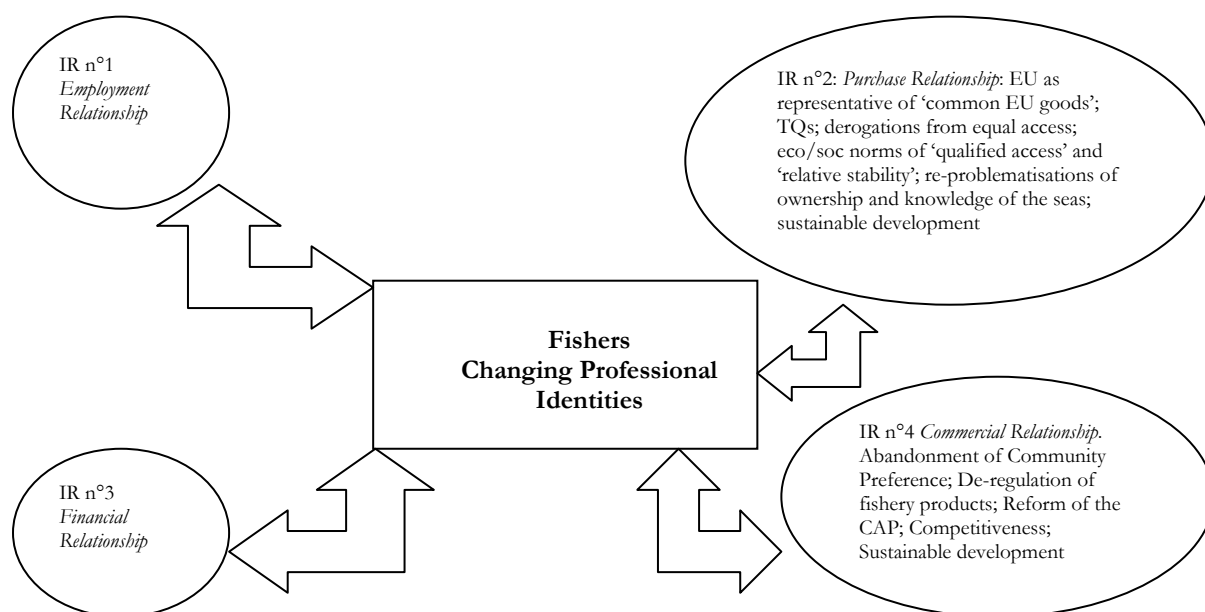 IR n°1
Employment
Relationship
IR n°2: Purchase Relationship: EU as
representative of ‘common EU goods’;
TQs; derogations from equal access;
eco/soc norms of ‘qualified access’ and
‘relative stability’; re-problematisations of
ownership and knowledge of the seas;
sustainable development
Fishers
Changing Professional
Identities
IR n°3
Financial
Relationship
IR n°4 Commercial Relationship.
Abandonment of Community
Preference; De-regulation of
fishery products; Reform of the
CAP; Competitiveness;
Sustainable development